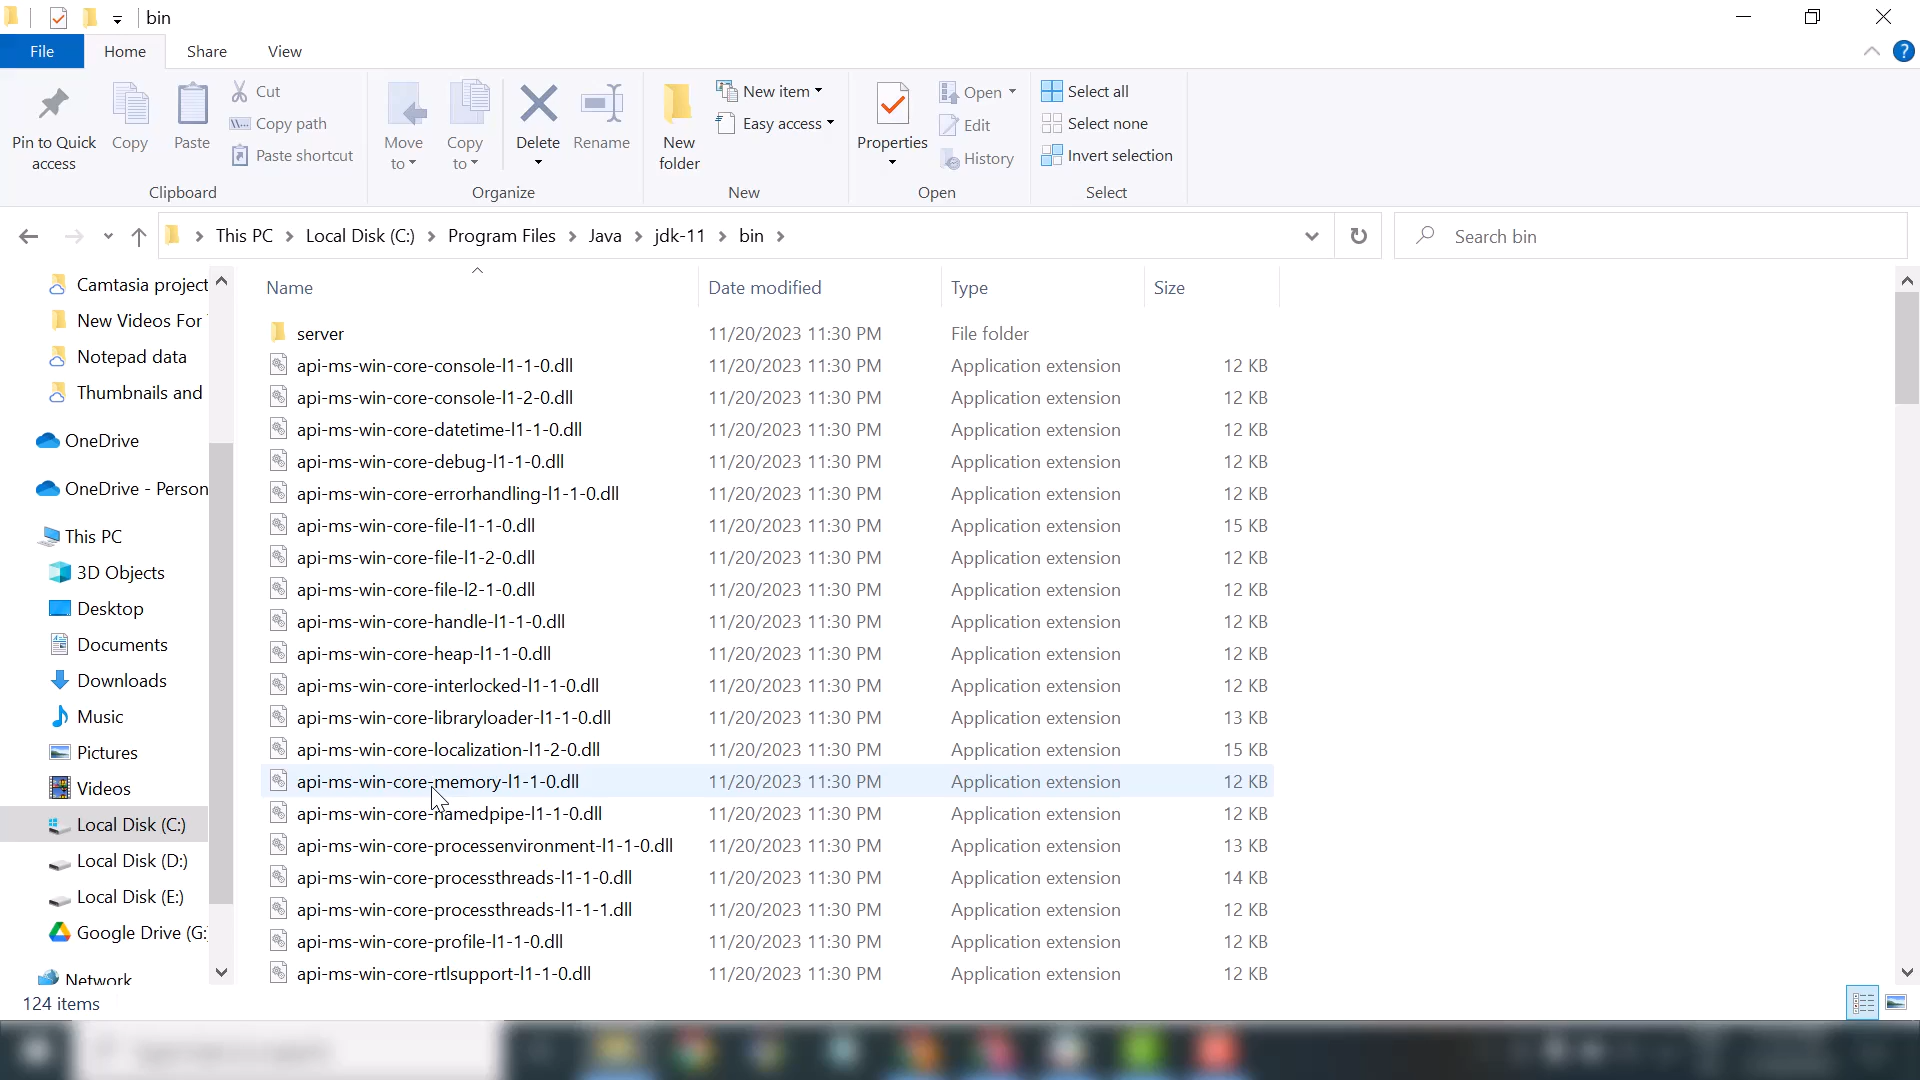 bin
File Home Share View
Pin to Quick access
Copy
Paste
Cut
Copy path
Paste shortcut
Clipboard
Move to
Copy to
Delete
Rename
Organize
New folder
New item
Easy access
New
Properties
Open
Edit
History
Open
Select all
Select none
Invert selection
Select
?
This PC Local Disk (C:) Program Files Java jdk-11 bin
Search bin
Camtasia project
New Videos For
Notepad data
Thumbnails and
OneDrive
OneDrive - Person
This PC
3D Objects
Desktop
Documents
Downloads
Music
Pictures
Videos
Local Disk (C:)
Local Disk (D:)
Local Disk (E:)
Google Drive (G:
Network
Name Date modified Type Size
server 11/20/2023 11:30 PM File folder
api-ms-win-core-console-l1-1-0.dll 11/20/2023 11:30 PM Application extension 12 KB
api-ms-win-core-console-l1-2-0.dll 11/20/2023 11:30 PM Application extension 12 KB
api-ms-win-core-datetime-l1-1-0.dll 11/20/2023 11:30 PM Application extension 12 KB
api-ms-win-core-debug-l1-1-0.dll 11/20/2023 11:30 PM Application extension 12 KB
api-ms-win-core-errorhandling-l1-1-0.dll 11/20/2023 11:30 PM Application extension 12 KB
api-ms-win-core-file-l1-1-0.dll 11/20/2023 11:30 PM Application extension 15 KB
api-ms-win-core-file-l1-2-0.dll 11/20/2023 11:30 PM Application extension 12 KB
api-ms-win-core-file-l2-1-0.dll 11/20/2023 11:30 PM Application extension 12 KB
api-ms-win-core-handle-l1-1-0.dll 11/20/2023 11:30 PM Application extension 12 KB
api-ms-win-core-heap-l1-1-0.dll 11/20/2023 11:30 PM Application extension 12 KB
api-ms-win-core-interlocked-l1-1-0.dll 11/20/2023 11:30 PM Application extension 12 KB
api-ms-win-core-libraryloader-l1-1-0.dll 11/20/2023 11:30 PM Application extension 13 KB
api-ms-win-core-localization-l1-2-0.dll 11/20/2023 11:30 PM Application extension 15 KB
api-ms-win-core-memory-l1-1-0.dll 11/20/2023 11:30 PM Application extension 12 KB
api-ms-win-core-namedpipe-l1-1-0.dll 11/20/2023 11:30 PM Application extension 12 KB
api-ms-win-core-processenvironment-l1-1-0.dll 11/20/2023 11:30 PM Application extension 13 KB
api-ms-win-core-processthreads-l1-1-0.dll 11/20/2023 11:30 PM Application extension 14 KB
api-ms-win-core-processthreads-l1-1-1.dll 11/20/2023 11:30 PM Application extension 12 KB
api-ms-win-core-profile-l1-1-0.dll 11/20/2023 11:30 PM Application extension 12 KB
api-ms-win-core-rtlsupport-l1-1-0.dll 11/20/2023 11:30 PM Application extension 12 KB
124 items